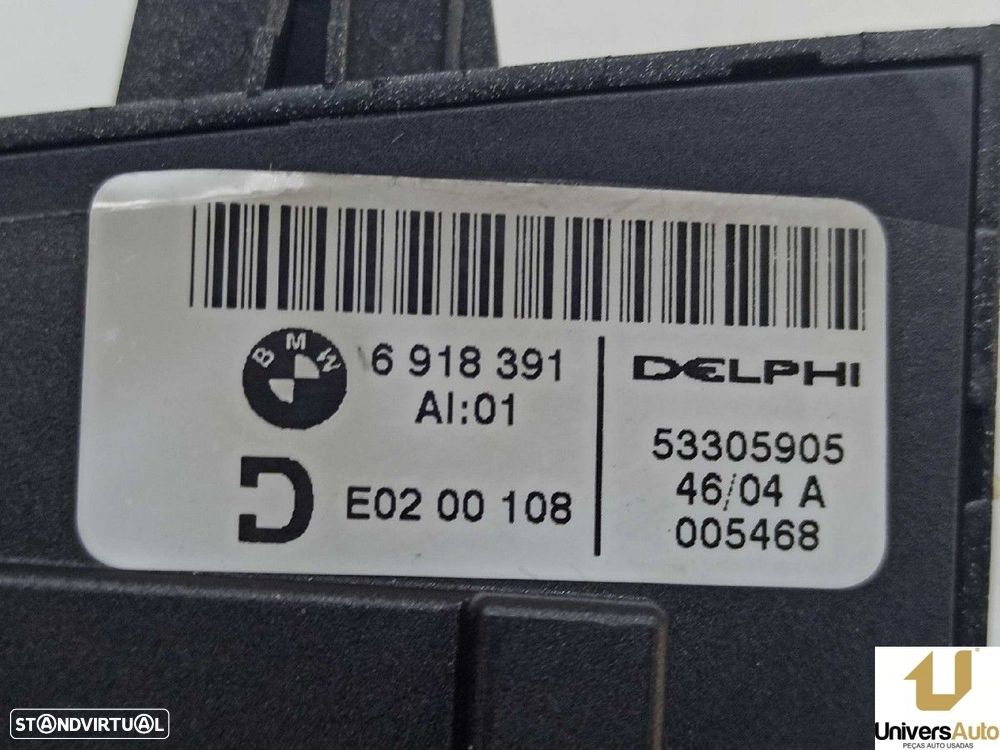 BMW
6 918 391
AI:01
E02 00 108
DELPHI
53305905
46/04 A
005468
STANDVIRTUAL
UniversAuto
PEÇAS AUTO USADAS